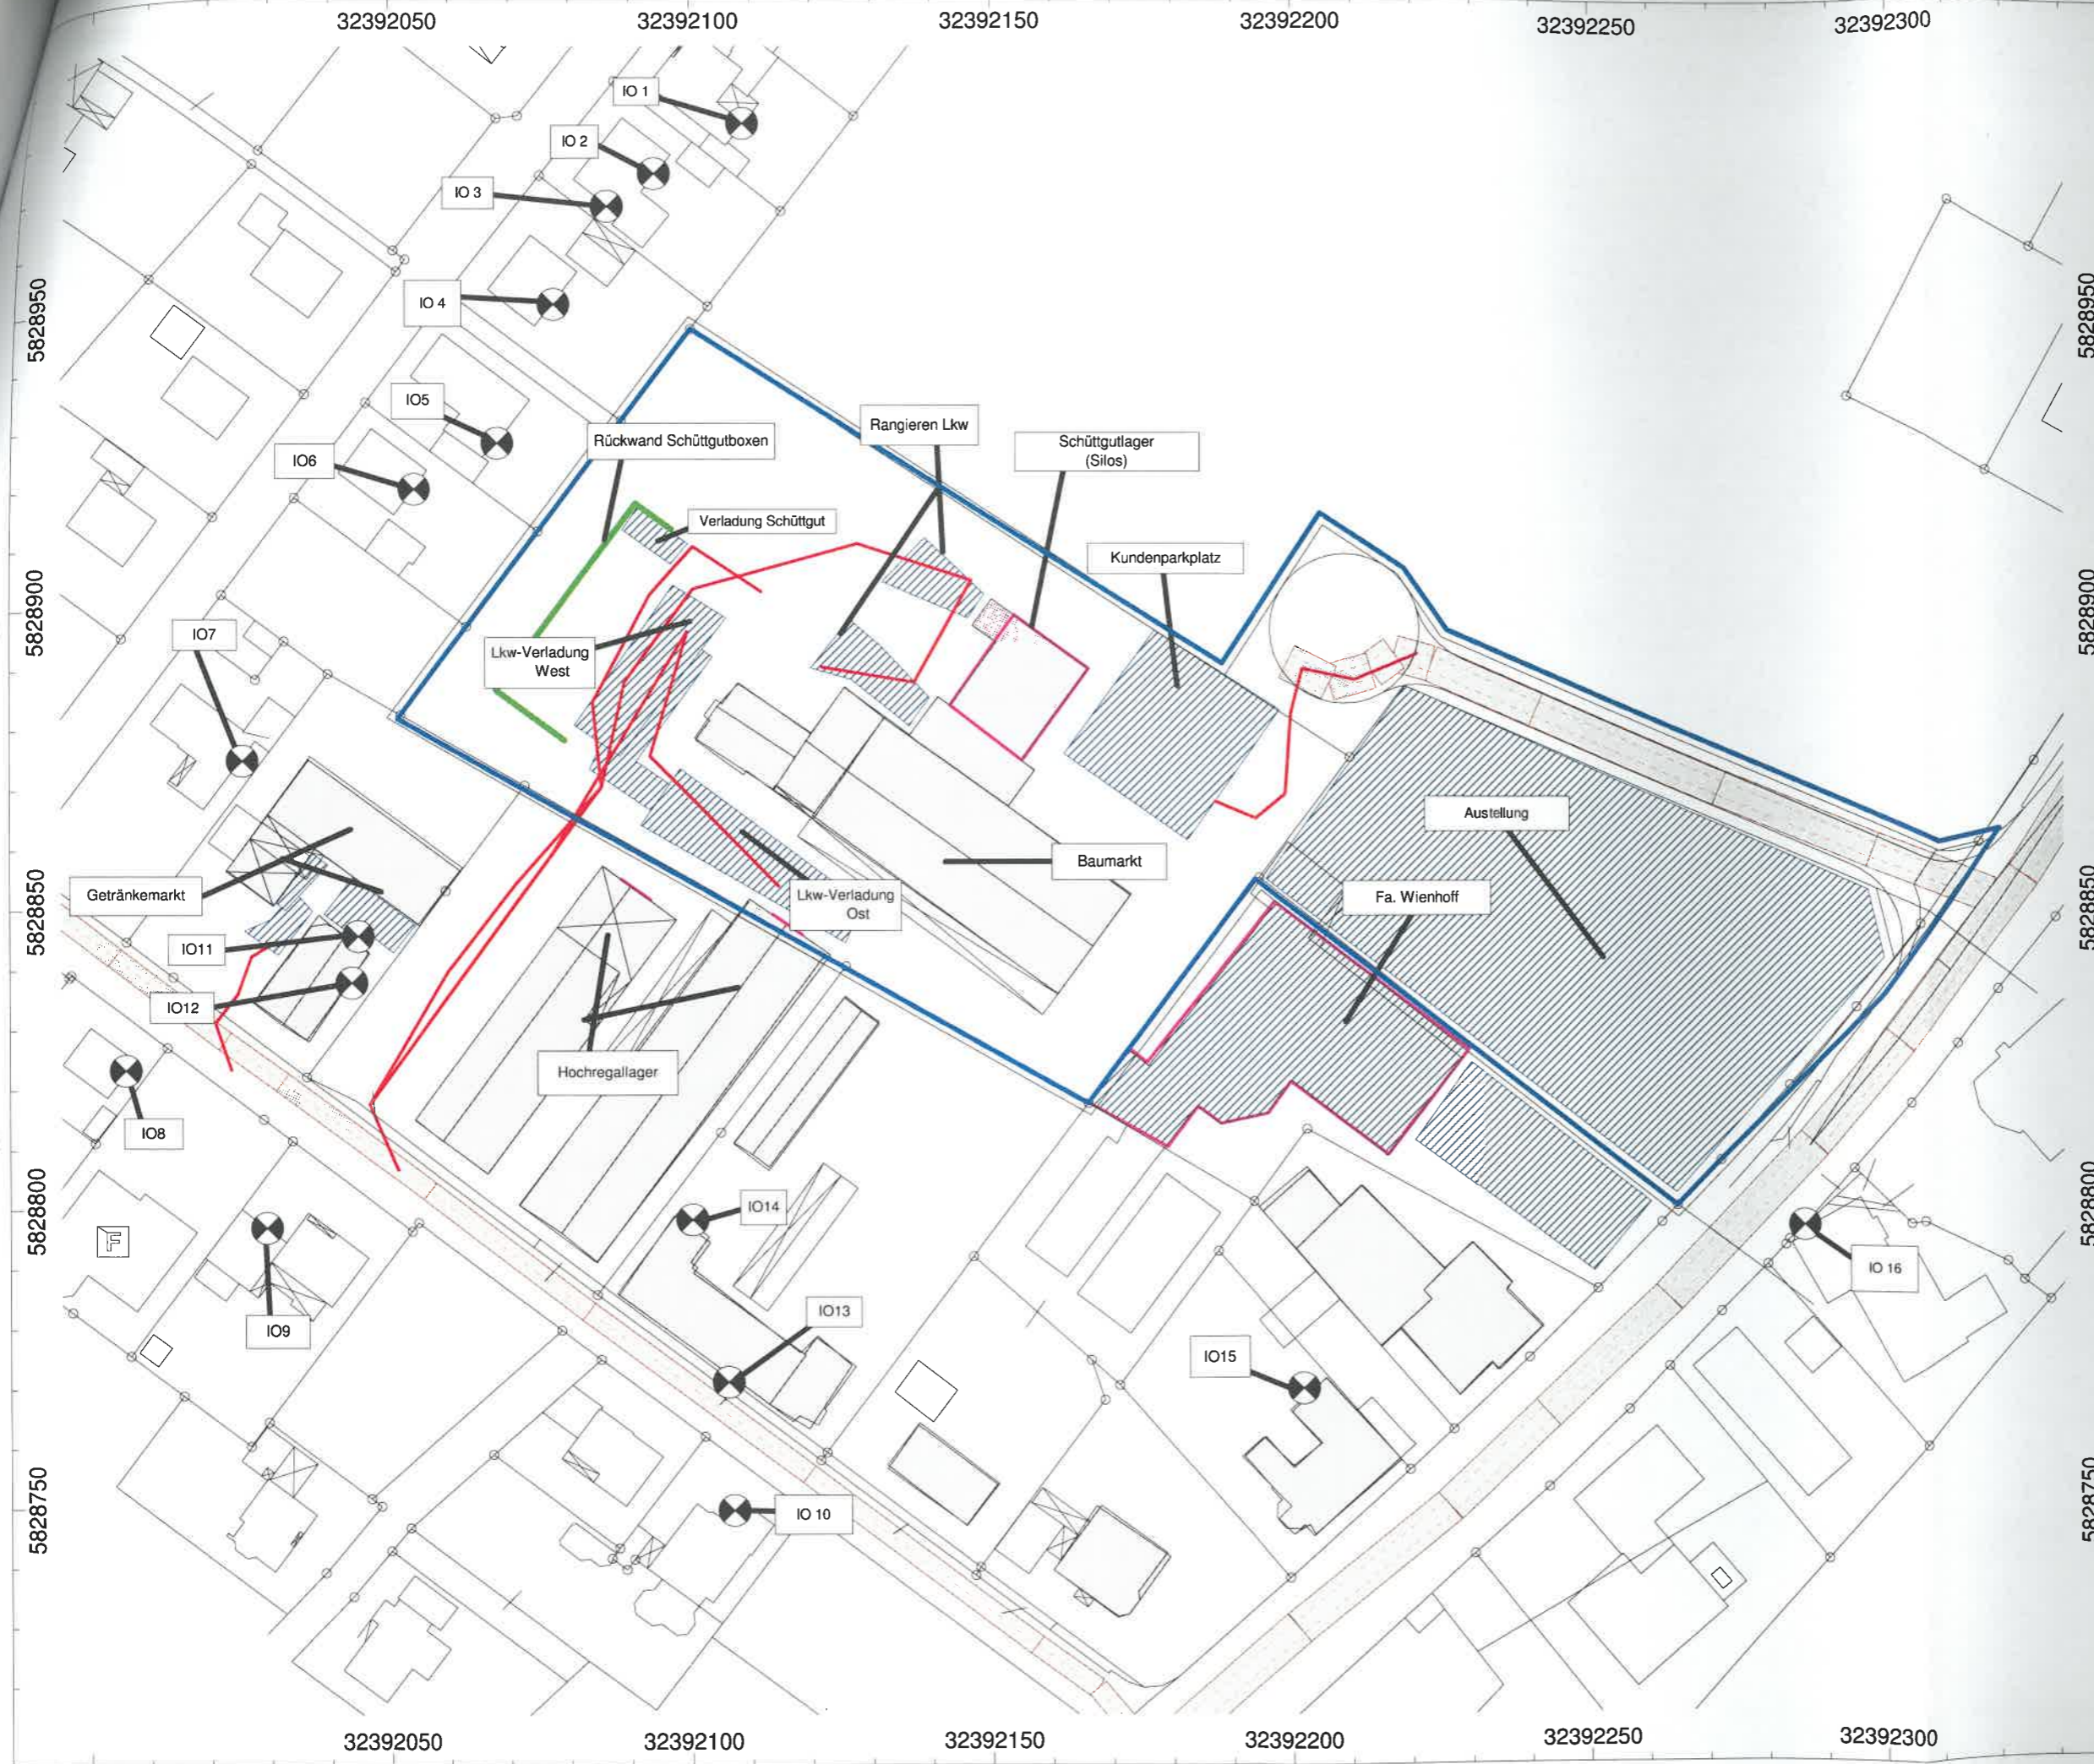 32392050 32392100 32392150 32392200 32392250 32392300
IO 1
IO 2
IO 3
5828950
5828950
IO 4
IO5
Rückwand Schüttgutboxen
Rangieren Lkw
Schüttgutlager
(Silos)
IO6
Verladung Schüttgut
Kundenparkplatz
5828900
5828900
IO7
Lkw-Verladung
West
Austellung
Baumarkt
Getränkemarkt
Lkw-Verladung
Ost
Fa. Wienhoff
5828850
5828850
IO11
IO12
Hochregallager
IO8
5828800
5828800
IO14
F
IO 16
IO13
IO9
IO15
5828750
5828750
IO 10
32392050 32392100 32392150 32392200 32392250 32392300